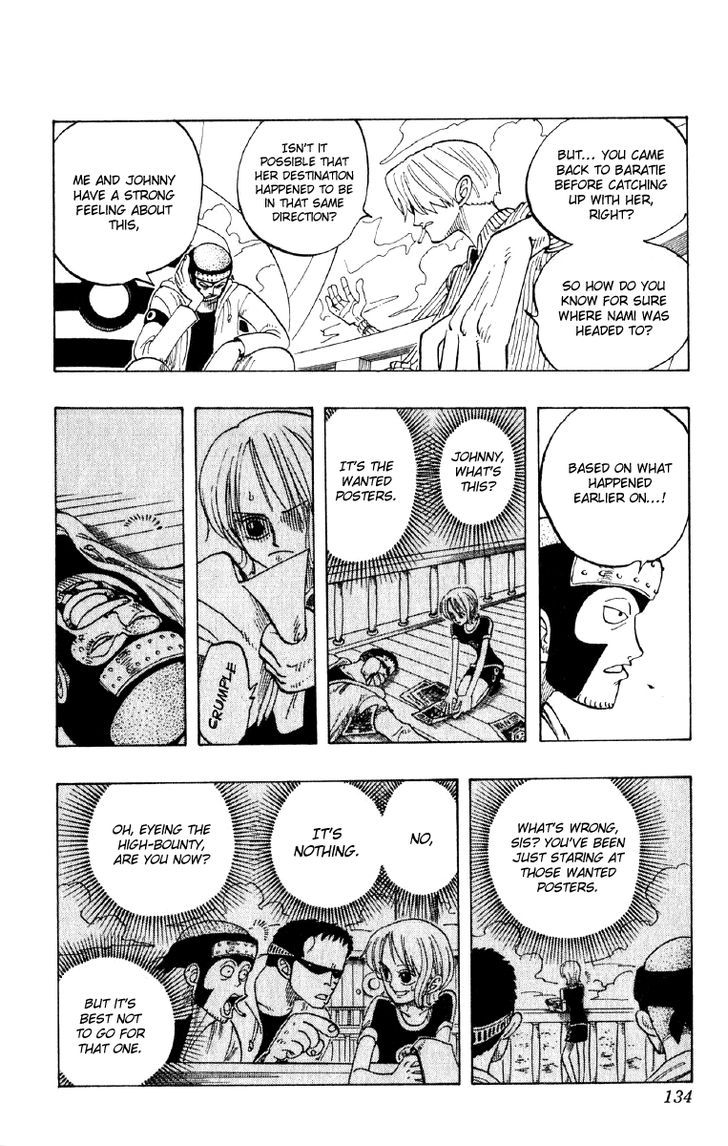 BUT... YOU CAME
BACK TO BARATIE
BEFORE CATCHING
UP WITH HER,
RIGHT?
SO HOW DO YOU
KNOW FOR SURE
WHERE NAMI WAS
HEADED TO?
ISN'T IT
POSSIBLE THAT
HER DESTINATION
HAPPENED TO BE
IN THAT SAME
DIRECTION?
ME AND JOHNNY
HAVE A STRONG
FEELING ABOUT
THIS,
BASED ON WHAT
HAPPENED
EARLIER ON...!
JOHNNY,
WHAT'S
THIS?
IT'S THE
WANTED
POSTERS.
CRUMPLE
WHAT'S WRONG,
SIS? YOU'VE BEEN
JUST STARING AT
THOSE WANTED
POSTERS.
NO,
IT'S
NOTHING.
OH, EYEING THE
HIGH-BOUNTY,
ARE YOU NOW?
BUT IT'S
BEST NOT
TO GO FOR
THAT ONE.
134